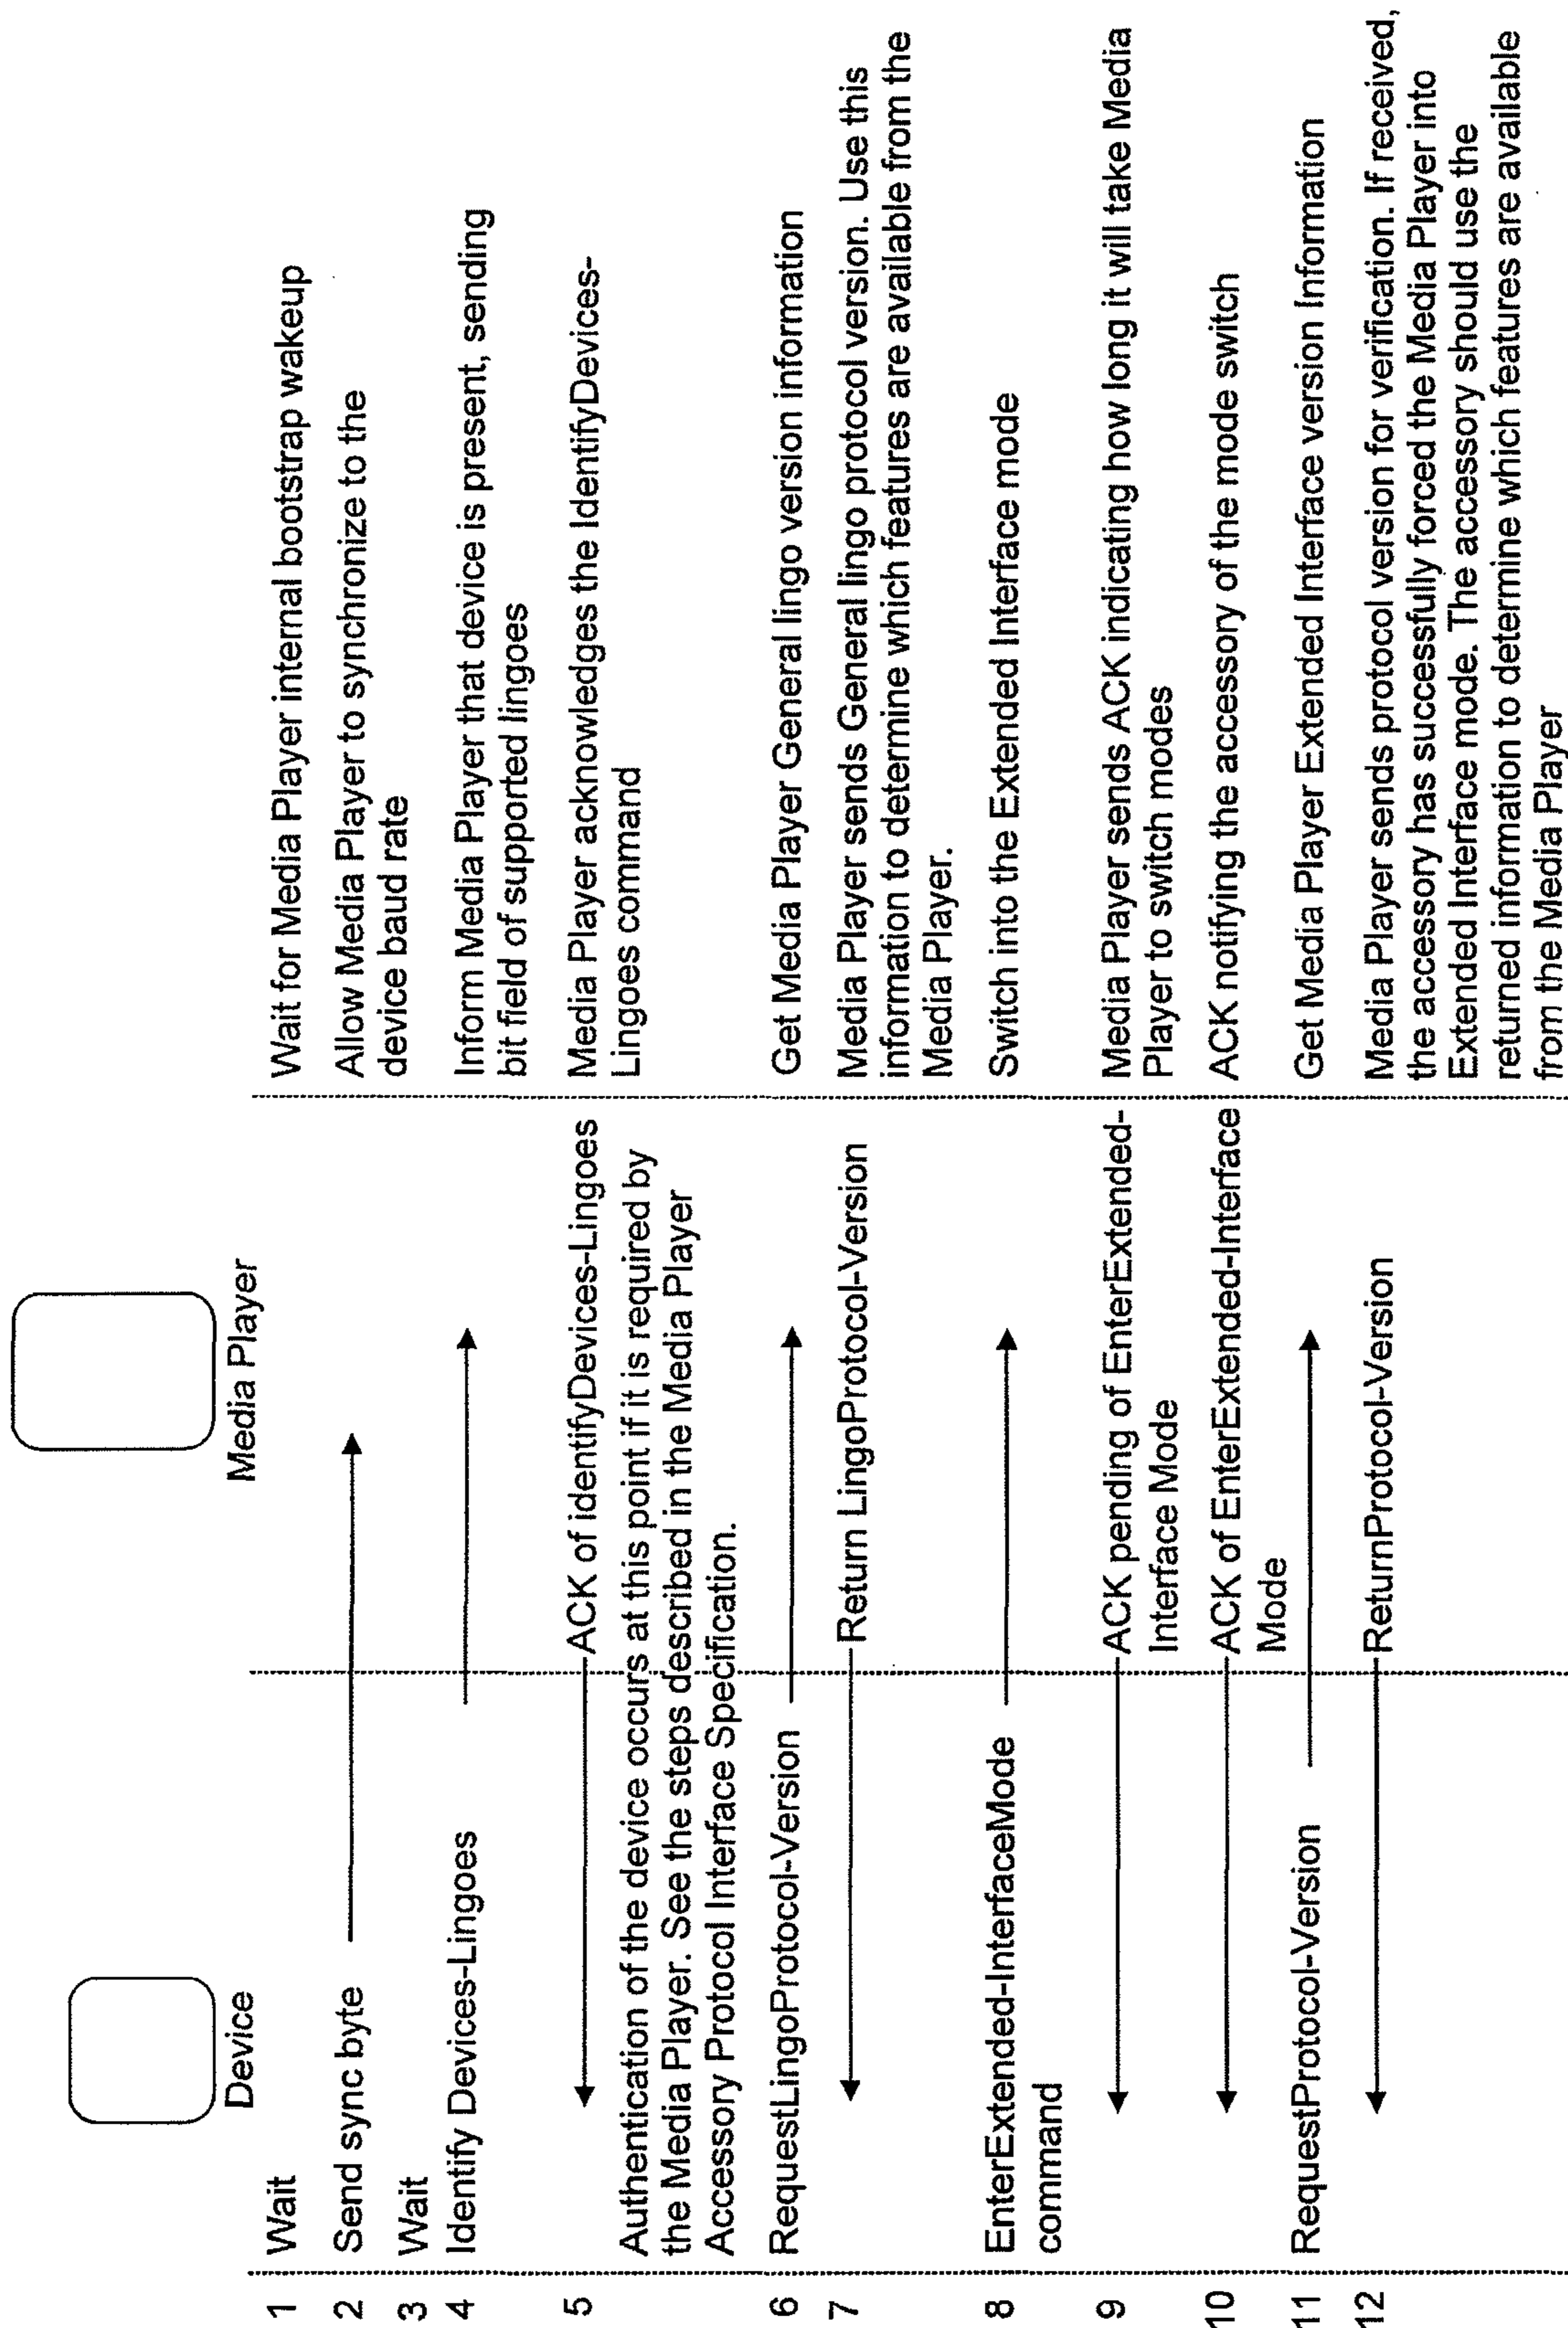 Device
Media Player
1
Wait
Wait for Media Player internal bootstrap wakeup
2
Send sync byte
Allow Media Player to synchronize to the
device baud rate
3
Wait
4
Identify Devices-Lingoes
Inform Media Player that device is present, sending
bit field of supported lingoes
5
ACK of identifyDevices-Lingoes
Media Player acknowledges the IdentifyDevices-
Lingoes command
Authentication of the device occurs at this point if it is required by
the Media Player. See the steps described in the Media Player
Accessory Protocol Interface Specification.
6
RequestLingoProtocol-Version
Get Media Player General lingo version information
7
Return LingoProtocol-Version
Media Player sends General lingo protocol version. Use this
information to determine which features are available from the
Media Player.
8
EnterExtended-InterfaceMode
command
Switch into the Extended Interface mode
9
ACK pending of EnterExtended-
Interface Mode
Media Player sends ACK indicating how long it will take Media
Player to switch modes
10
ACK of EnterExtended-Interface
Mode
ACK notifying the accessory of the mode switch
11
RequestProtocol-Version
Get Media Player Extended Interface version Information
12
ReturnProtocol-Version
Media Player sends protocol version for verification. If received,
the accessory has successfully forced the Media Player into
Extended Interface mode. The accessory should use the
returned information to determine which features are available
from the Media Player